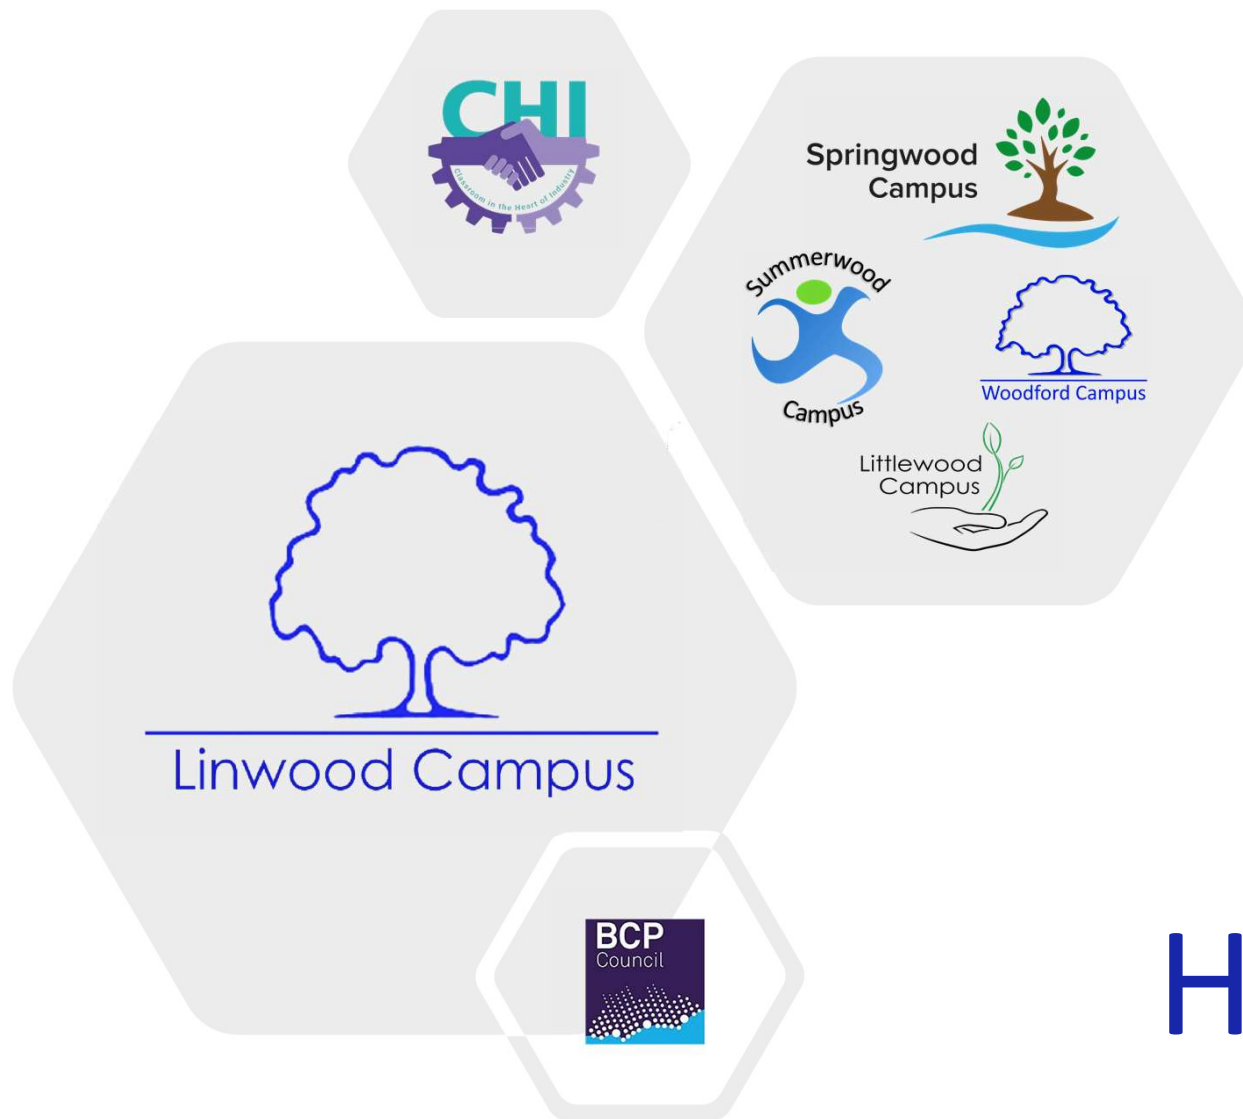 CHI
Classroom in the Heart of Industry
Springwood
Campus
Summerwood
Campus
Woodford Campus
Littlewood
Campus
Linwood Campus
BCP
Council
H